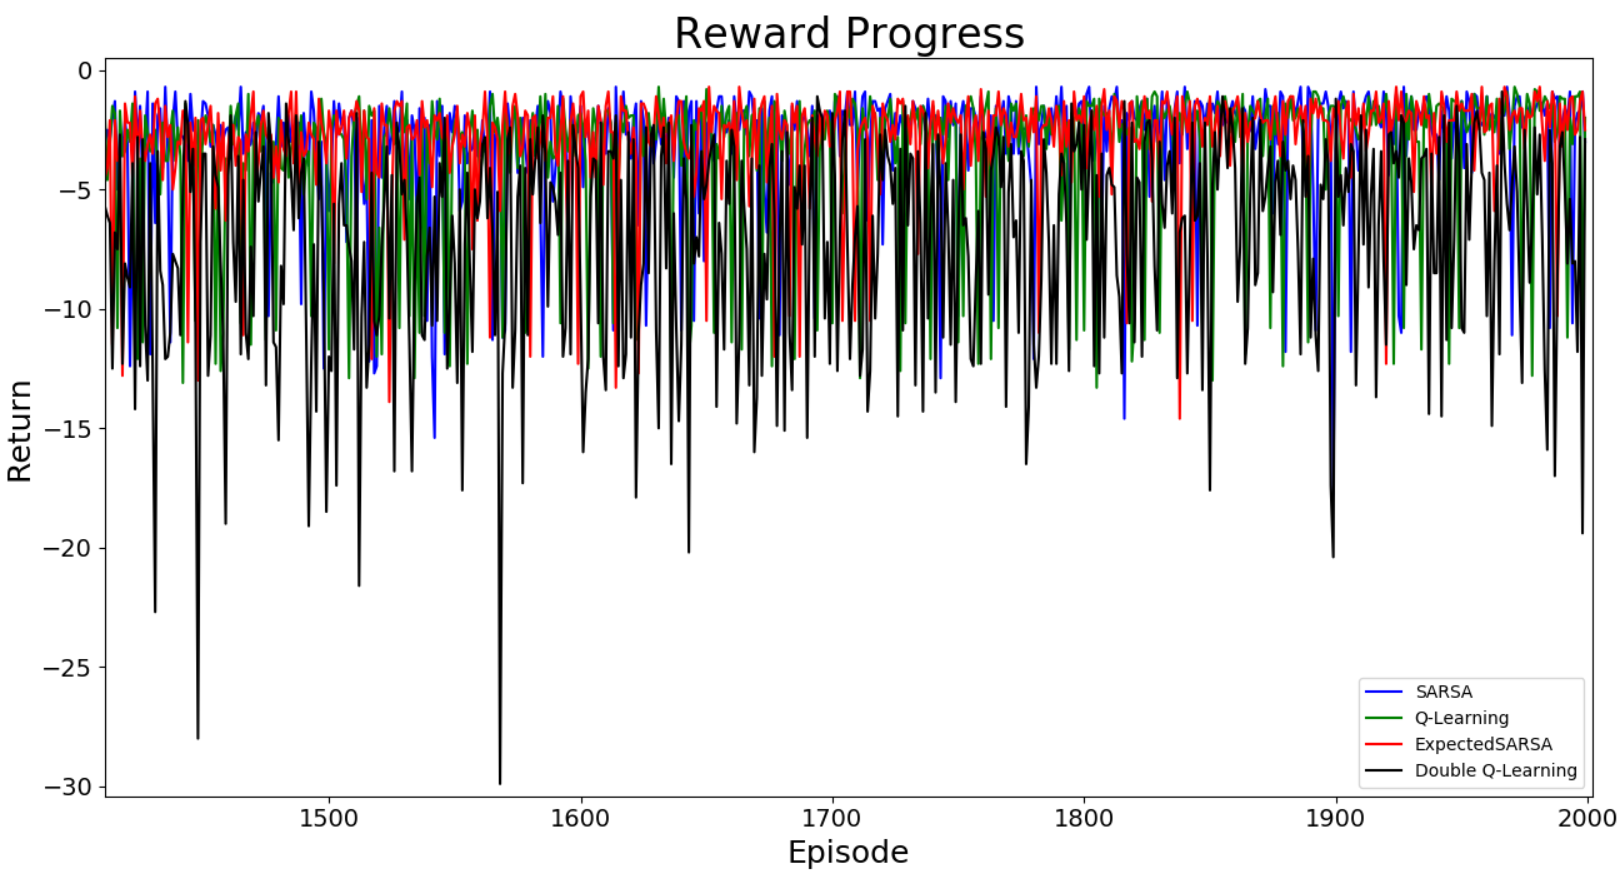 Reward Progress
0
−5
−10
−15
−20
−25
−30
Return
1500 1600 1700 1800 1900 2000
Episode
SARSA
Q-Learning
ExpectedSARSA
Double Q-Learning